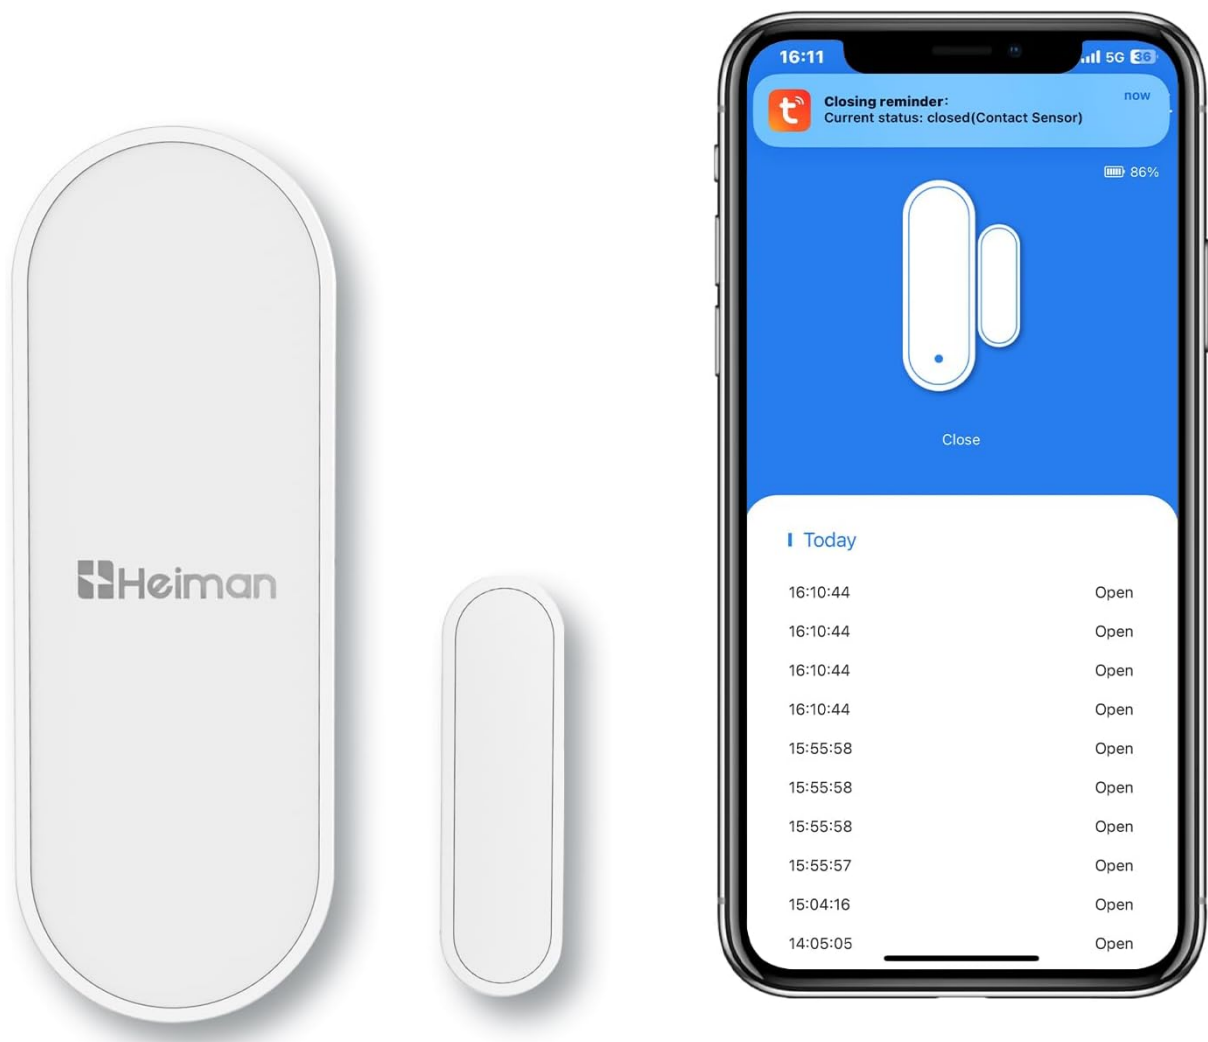 Heiman
16:11
5G 36
Closing reminder:
now
Current status: closed(Contact Sensor)
86%
Close
Today
16:10:44 Open
16:10:44 Open
16:10:44 Open
16:10:44 Open
15:55:58 Open
15:55:58 Open
15:55:58 Open
15:55:57 Open
15:04:16 Open
14:05:05 Open